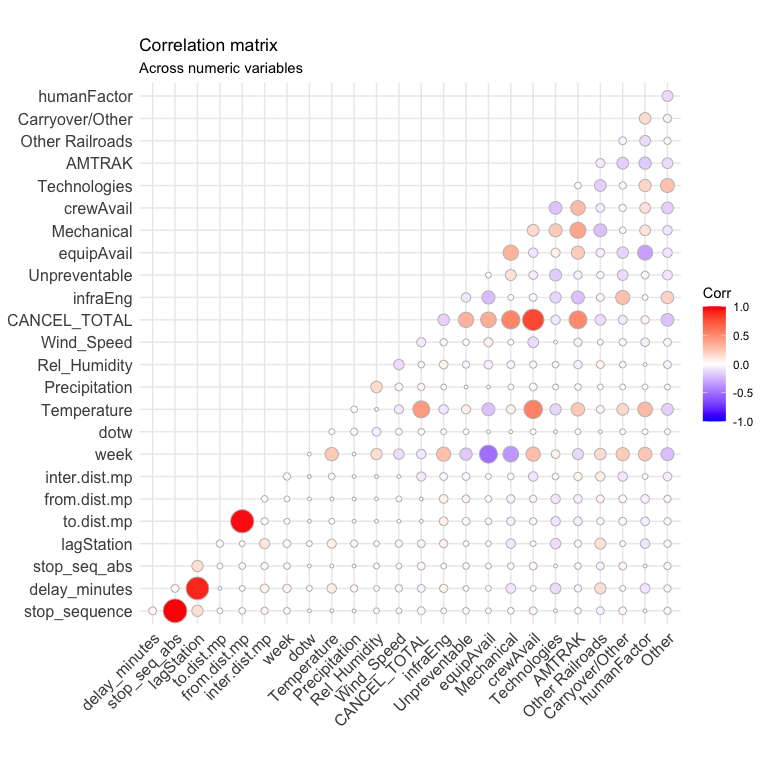 Correlation matrix
Across numeric variables
humanFactor
Carryover/Other
Other Railroads
AMTRAK
Technologies
crewAvail
Mechanical
equipAvail
Unpreventable
infraEng
CANCEL_TOTAL
Wind_Speed
Rel_Humidity
Precipitation
Temperature
dotw
week
inter.dist.mp
from.dist.mp
to.dist.mp
lagStation
stop_seq_abs
delay_minutes
stop_sequence
delay_minutes
stop_seq_abs
lagStation
to.dist.mp
from.dist.mp
inter.dist.mp
week
dotw
Temperature
Precipitation
Rel_Humidity
Wind_Speed
CANCEL_TOTAL
infraEng
Unpreventable
equipAvail
Mechanical
crewAvail
Technologies
AMTRAK
Other Railroads
Carryover/Other
humanFactor
Other
Corr
1.0
0.5
0.0
-0.5
-1.0